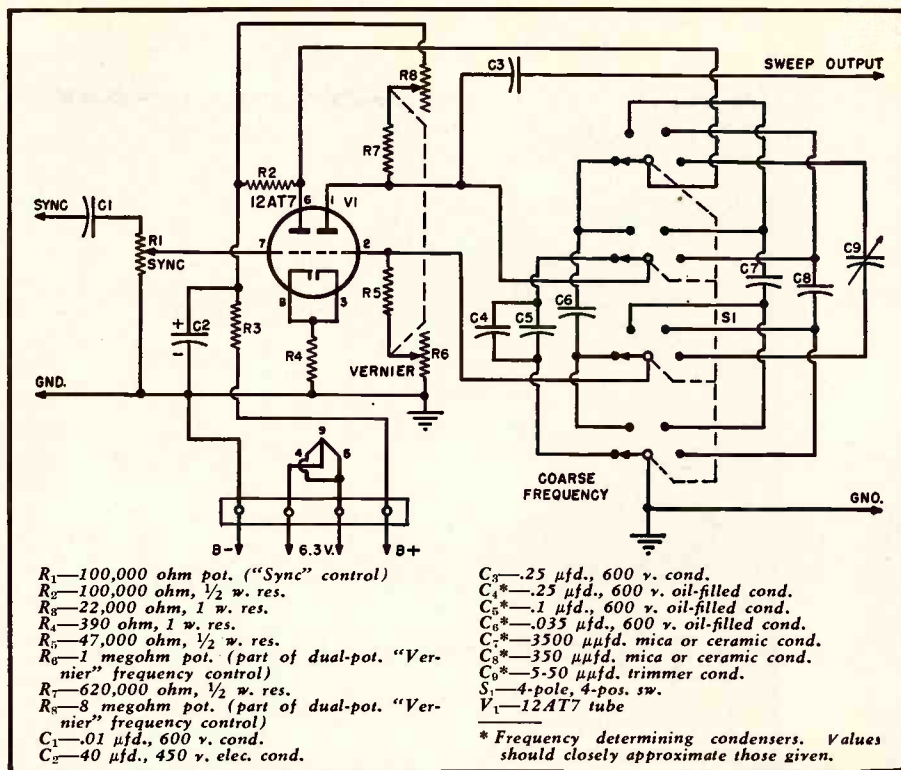 C3
SWEEP OUTPUT
R8
R7
R2
12AT7
6
1
V1
SYNC
C1
R1
SYNC
7
2
C9
C7
C8
R5
8
3
C4
C5
C6
S1
C2
+
-
R3
R4
R6
VERNIER
GND.
9
4
5
COARSE
FREQUENCY
GND.
B-
6.3 V.
B+
R₁—100,000 ohm pot. ("Sync" control)
R₂—100,000 ohm, 1/2 w. res.
R₃—22,000 ohm, 1 w. res.
R₄—390 ohm, 1 w. res.
R₅—47,000 ohm, 1/2 w. res.
R₆—1 megohm pot. (part of dual-pot. "Ver-
nier" frequency control)
R₇—620,000 ohm, 1/2 w. res.
R₈—8 megohm pot. (part of dual-pot. "Ver-
nier" frequency control)
C₁—.01 μfd., 600 v. cond.
C₂—40 μfd., 450 v. elec. cond.
C₃—.25 μfd., 600 v. cond.
C₄*—.25 μfd., 600 v. oil-filled cond.
C₅*—.1 μfd., 600 v. oil-filled cond.
C₆*—.035 μfd., 600 v. oil-filled cond.
C₇*—3500 μμfd. mica or ceramic cond.
C₈*—350 μμfd. mica or ceramic cond.
C₉*—5-50 μμfd. trimmer cond.
S₁—4-pole, 4-pos. sw.
V₁—12AT7 tube
* Frequency determining condensers. Values
should closely approximate those given.